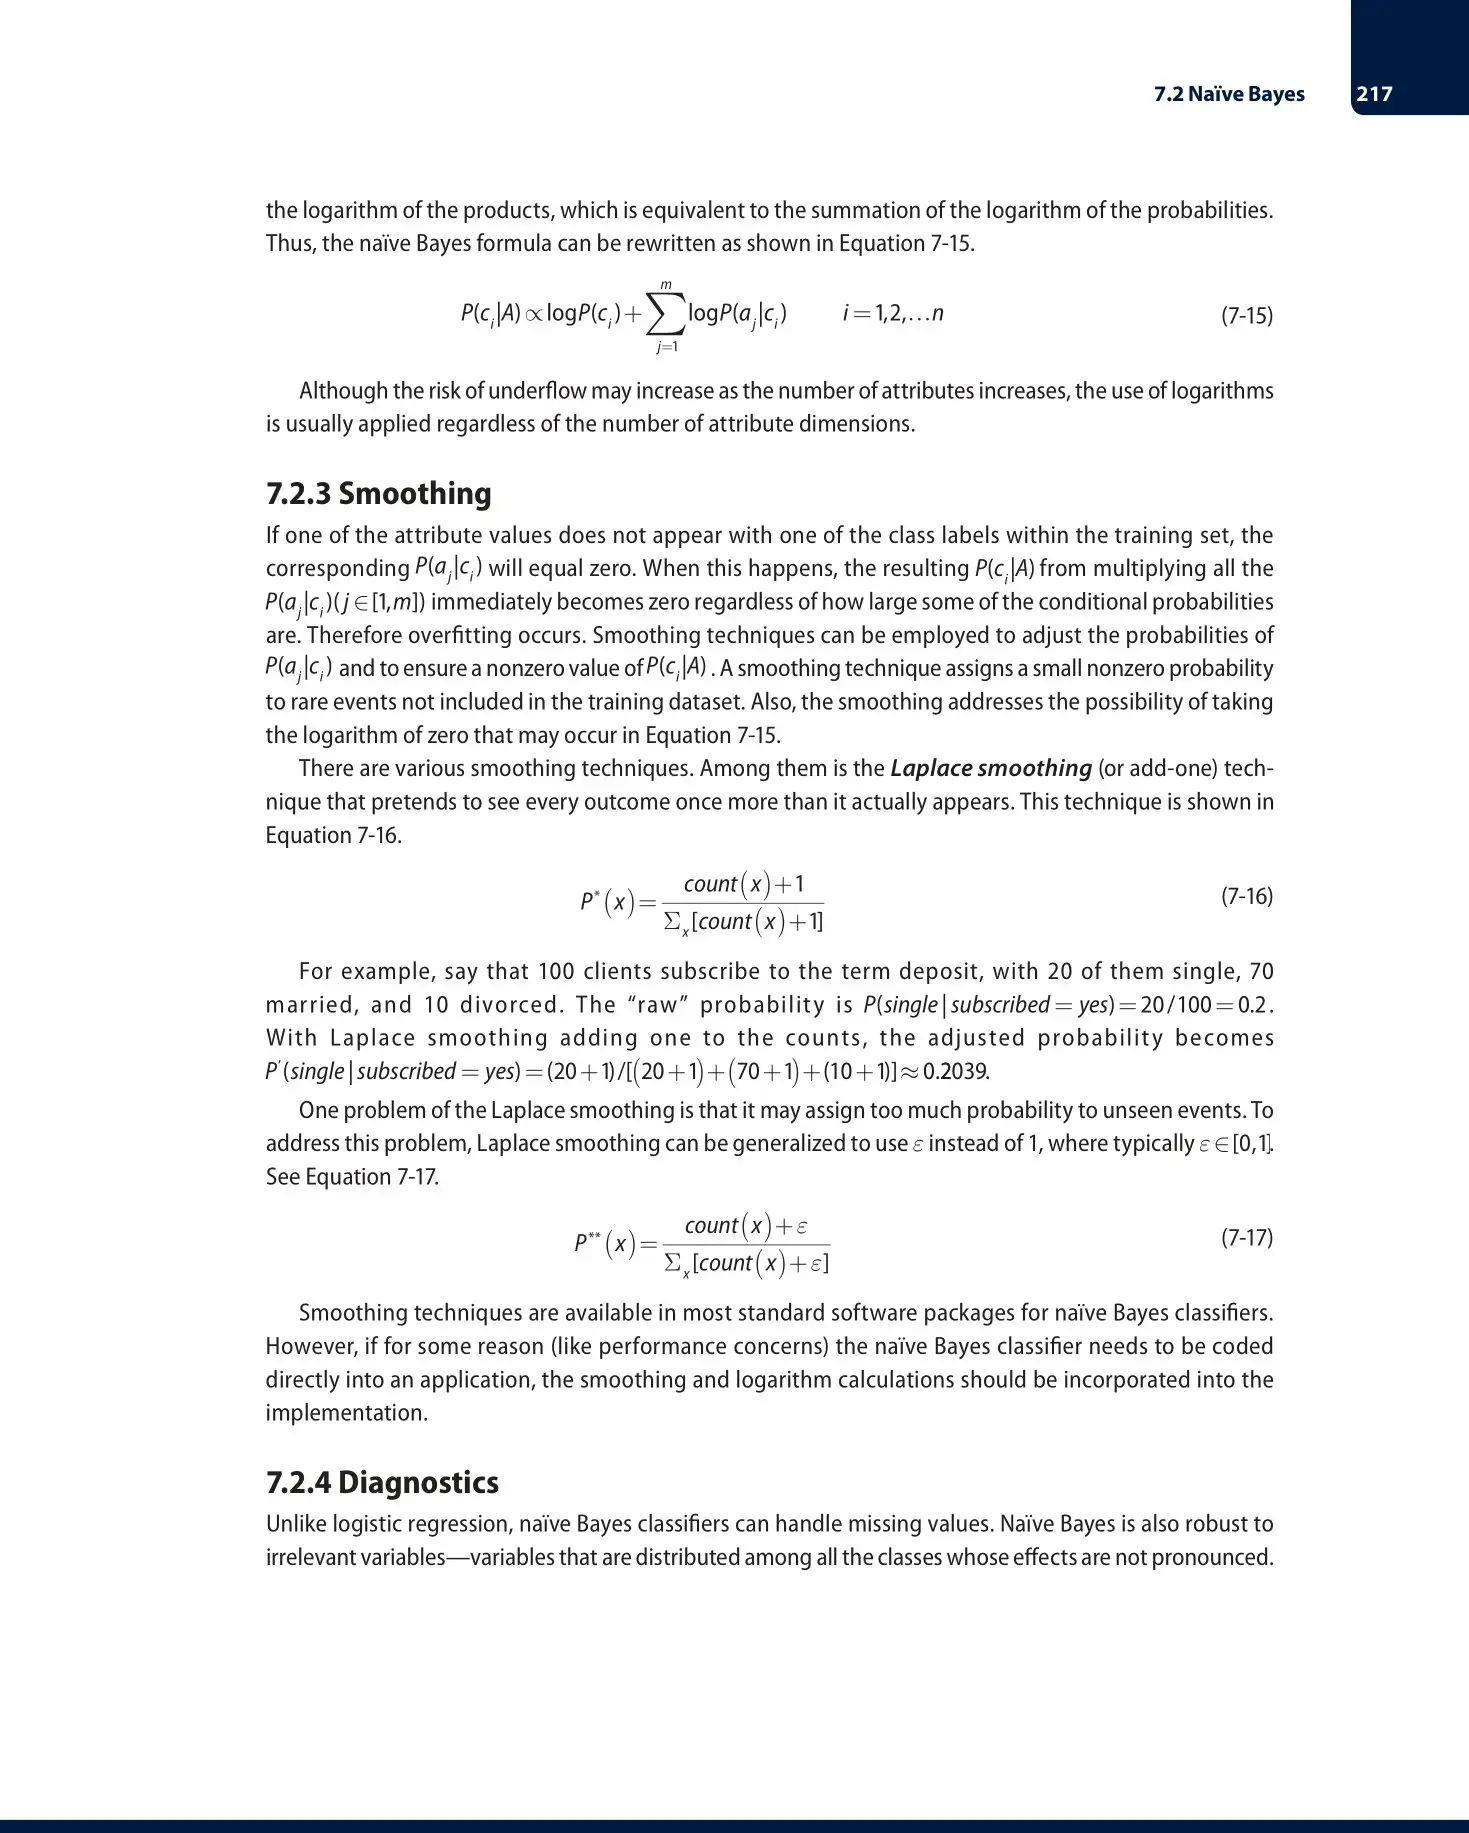 7.2 Naïve Bayes 217
the logarithm of the products, which is equivalent to the summation of the logarithm of the probabilities.
Thus, the naïve Bayes formula can be rewritten as shown in Equation 7-15.
P(c_i|A) ∝ logP(c_i) + ∑_{j=1}^{m} logP(a_j|c_i) i = 1,2,…n (7-15)
Although the risk of underflow may increase as the number of attributes increases, the use of logarithms
is usually applied regardless of the number of attribute dimensions.
7.2.3 Smoothing
If one of the attribute values does not appear with one of the class labels within the training set, the
corresponding P(a_j|c_i) will equal zero. When this happens, the resulting P(c_i|A) from multiplying all the
P(a_j|c_i)(j ∈ [1,m]) immediately becomes zero regardless of how large some of the conditional probabilities
are. Therefore overfitting occurs. Smoothing techniques can be employed to adjust the probabilities of
P(a_j|c_i) and to ensure a nonzero value of P(c_i|A) . A smoothing technique assigns a small nonzero probability
to rare events not included in the training dataset. Also, the smoothing addresses the possibility of taking
the logarithm of zero that may occur in Equation 7-15.
There are various smoothing techniques. Among them is the Laplace smoothing (or add-one) tech-
nique that pretends to see every outcome once more than it actually appears. This technique is shown in
Equation 7-16.
P*(x) = (count(x)+1) / (Σ_x[count(x)+1]) (7-16)
For example, say that 100 clients subscribe to the term deposit, with 20 of them single, 70
married, and 10 divorced. The “raw” probability is P(single | subscribed = yes) = 20/100 = 0.2.
With Laplace smoothing adding one to the counts, the adjusted probability becomes
P′(single | subscribed = yes) = (20+1)/[(20+1)+(70+1)+(10+1)] ≈ 0.2039.
One problem of the Laplace smoothing is that it may assign too much probability to unseen events. To
address this problem, Laplace smoothing can be generalized to use ε instead of 1, where typically ε ∈ [0,1].
See Equation 7-17.
P**(x) = (count(x)+ε) / (Σ_x[count(x)+ε]) (7-17)
Smoothing techniques are available in most standard software packages for naïve Bayes classifiers.
However, if for some reason (like performance concerns) the naïve Bayes classifier needs to be coded
directly into an application, the smoothing and logarithm calculations should be incorporated into the
implementation.
7.2.4 Diagnostics
Unlike logistic regression, naïve Bayes classifiers can handle missing values. Naïve Bayes is also robust to
irrelevant variables—variables that are distributed among all the classes whose effects are not pronounced.